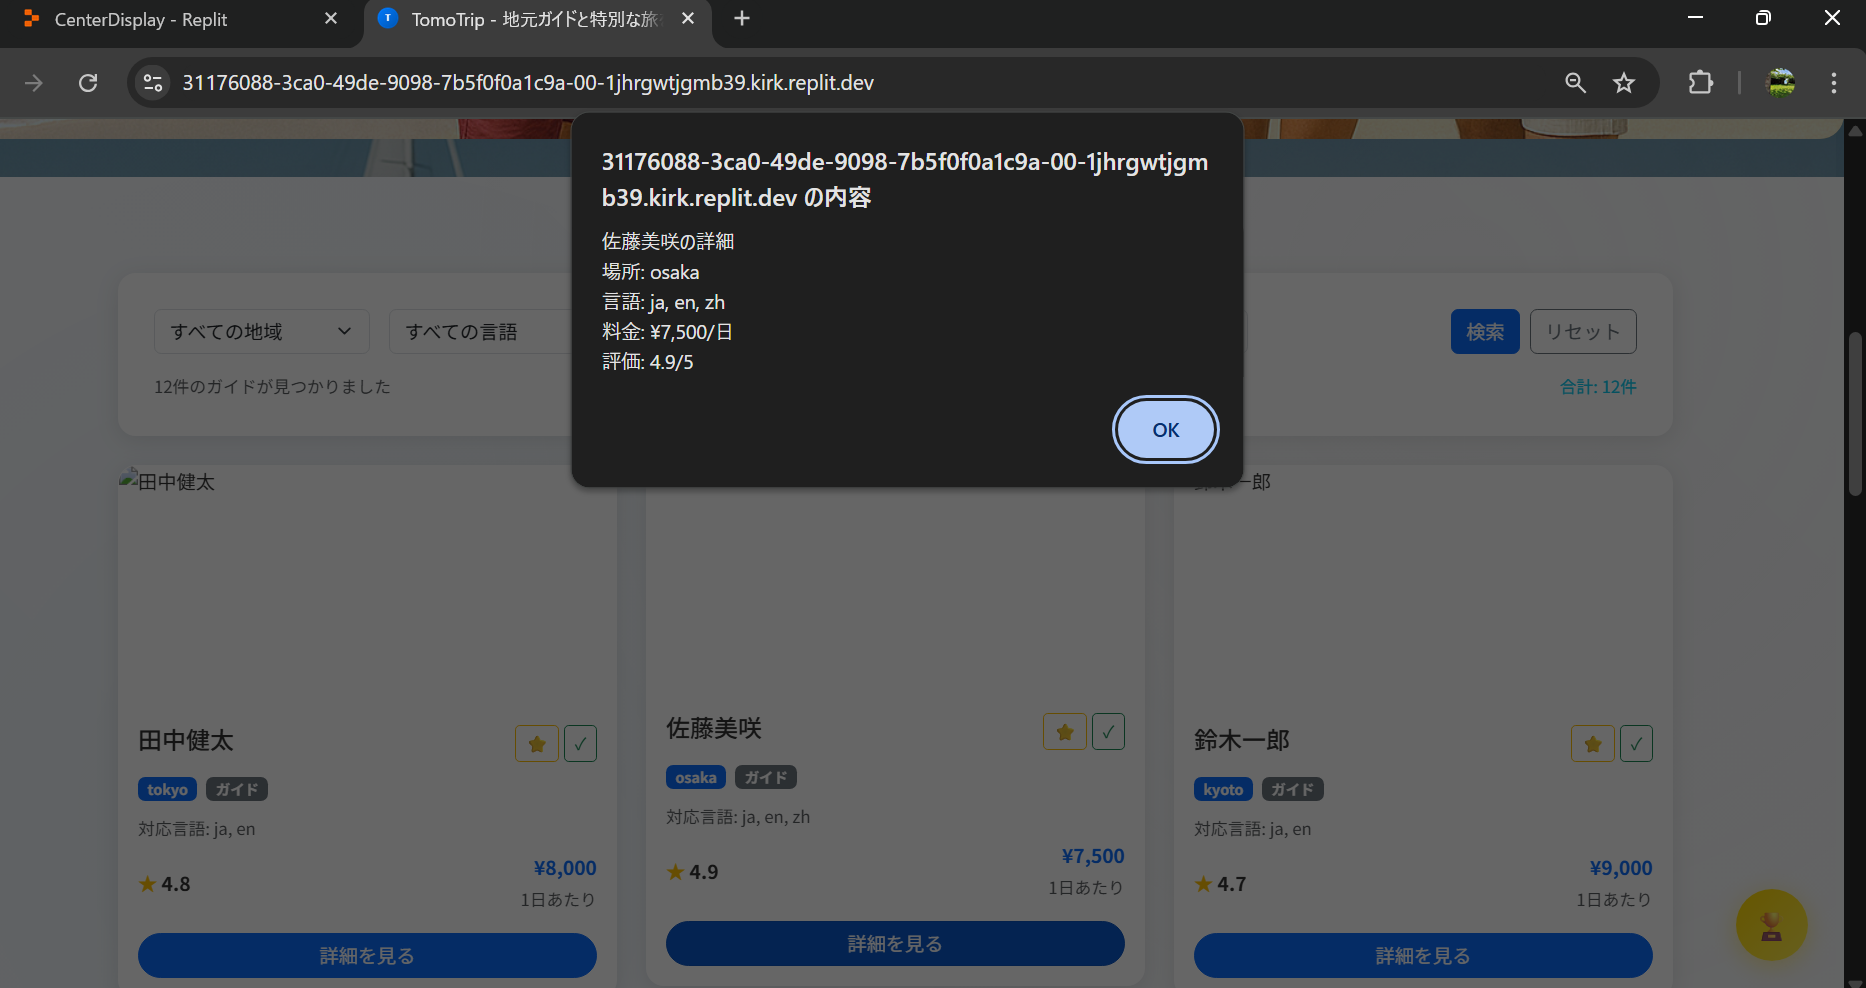 CenterDisplay - Replit
TomoTrip - 地元ガイドと特別な旅
31176088-3ca0-49de-9098-7b5f0f0a1c9a-00-1jhrgwtjgmb39.kirk.replit.dev
31176088-3ca0-49de-9098-7b5f0f0a1c9a-00-1jhrgwtjgm
b39.kirk.replit.dev の内容
佐藤美咲の詳細
場所: osaka
言語: ja, en, zh
料金: ¥7,500/日
評価: 4.9/5
OK
すべての地域
すべての言語
検索
リセット
12件のガイドが見つかりました
合計: 12件
田中健太
一郎
田中健太
tokyo ガイド
対応言語: ja, en
4.8
¥8,000
1日あたり
詳細を見る
佐藤美咲
osaka ガイド
対応言語: ja, en, zh
4.9
¥7,500
1日あたり
詳細を見る
鈴木一郎
kyoto ガイド
対応言語: ja, en
4.7
¥9,000
1日あたり
詳細を見る